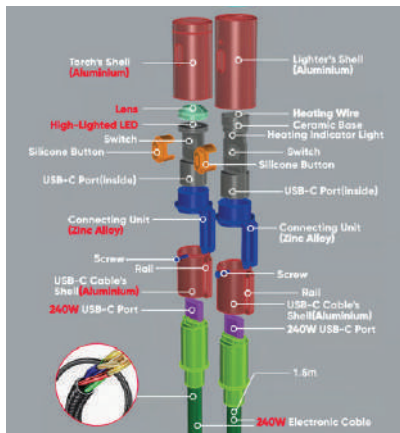 Torch's Shell
(Aluminium)
Lighter's Shell
(Aluminium)
Lens
High-Lighted LED
Switch
Silicone Button
USB-C Port(inside)
Connecting Unit
(Zinc Alloy)
Screw
Rail
USB-C Cable's
Shell(Aluminium)
240W USB-C Port
Heating Wire
Ceramic Base
Heating Indicator Light
Switch
Silicone Button
USB-C Port(inside)
Connecting Unit
(Zinc Alloy)
Screw
Rail
USB-C Cable's
Shell(Aluminium)
240W USB-C Port
1.6m
240W Electronic Cable